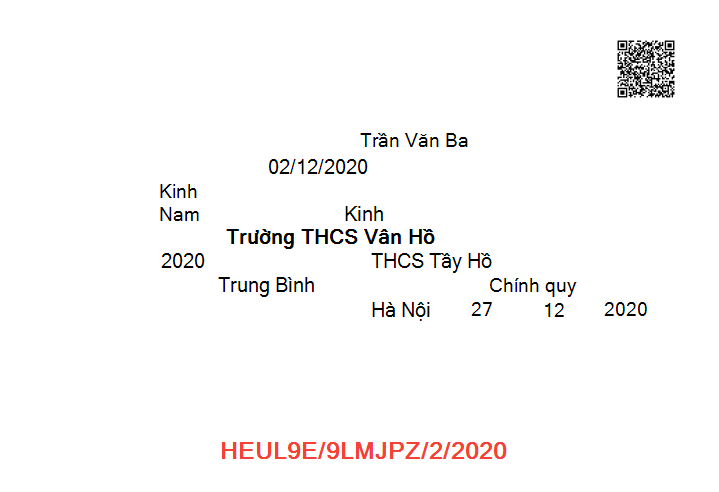 Trần Văn Ba
02/12/2020
Kinh
Nam Kinh
Trường THCS Vân Hồ
2020 THCS Tây Hồ
Trung Bình Chính quy
Hà Nội 27 12 2020
HEUL9E/9LMJPZ/2/2020